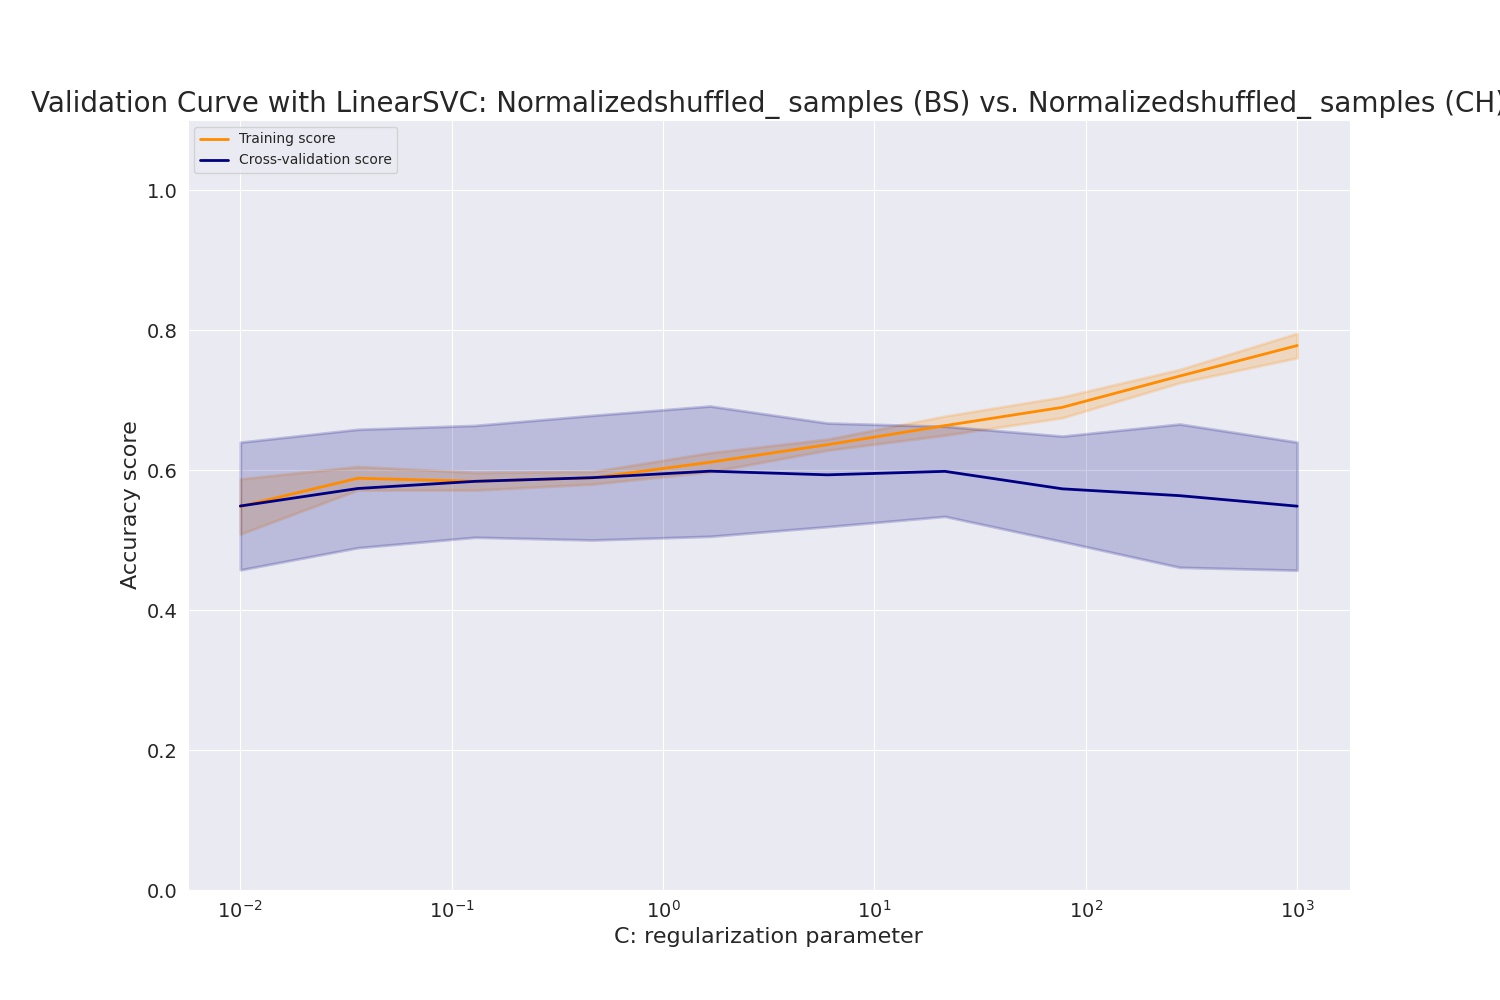 Validation Curve with LinearSVC: Normalizedshuffled_ samples (BS) vs. Normalizedshuffled_ samples (CH)
Training score
Cross-validation score
1.0
0.8
0.6
0.4
0.2
0.0
Accuracy score
10⁻² 10⁻¹ 10⁰ 10¹ 10² 10³
C: regularization parameter